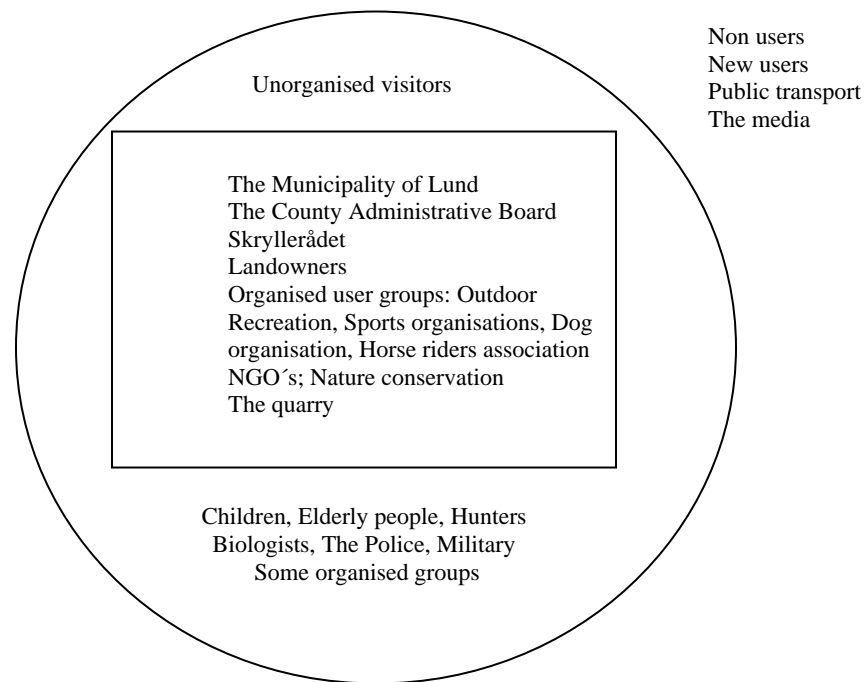 Non users
New users
Public transport
The media
Unorganised visitors
The Municipality of Lund
The County Administrative Board
Skryllerådet
Landowners
Organised user groups: Outdoor
Recreation, Sports organisations, Dog
organisation, Horse riders association
NGO´s; Nature conservation
The quarry
Children, Elderly people, Hunters
Biologists, The Police, Military
Some organised groups